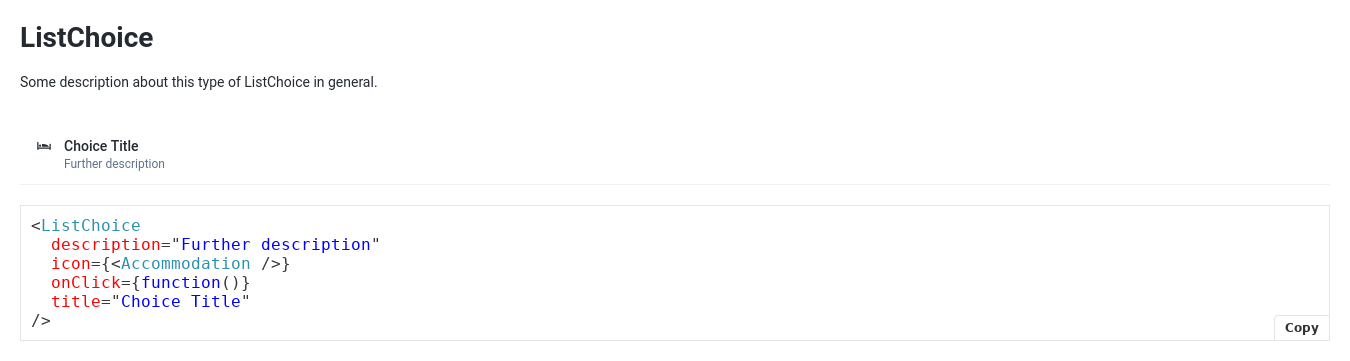 ListChoice
Some description about this type of ListChoice in general.
Choice Title
Further description
<ListChoice
  description="Further description"
  icon={<Accommodation />}
  onClick={function()}
  title="Choice Title"
/>
Copy